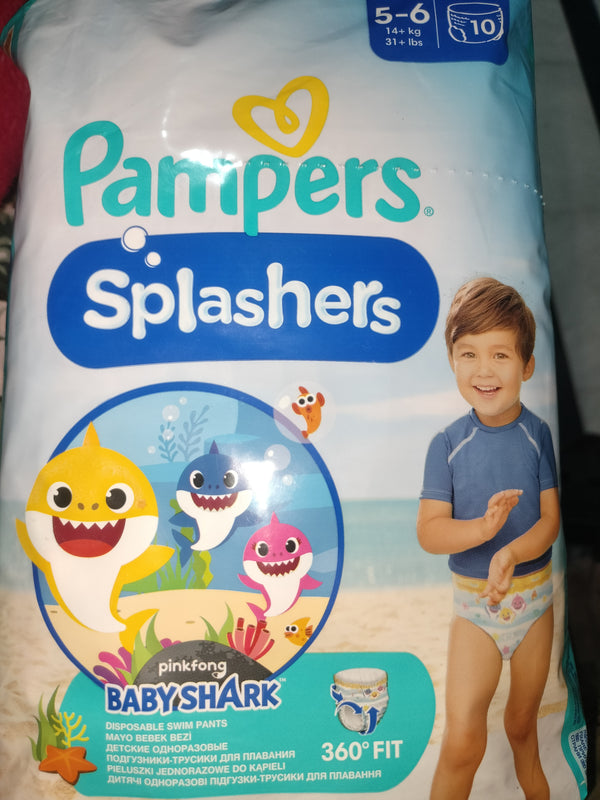 5-6
14+ kg
31+ lbs
10
Pampers®
Splashers
pinkfong
BABY SHARK™
DISPOSABLE SWIM PANTS
MAYO BEBEK BEZİ
ДЕТСКИЕ ОДНОРАЗОВЫЕ
ПОДГУЗНИКИ-ТРУСИКИ ДЛЯ ПЛАВАНИЯ
PIELUSZKI JEDNORAZOWE DO KĄPIELI
ДИТЯЧІ ОДНОРАЗОВІ ПІДГУЗКИ-ТРУСИКИ ДЛЯ ПЛАВАННЯ
360° FIT